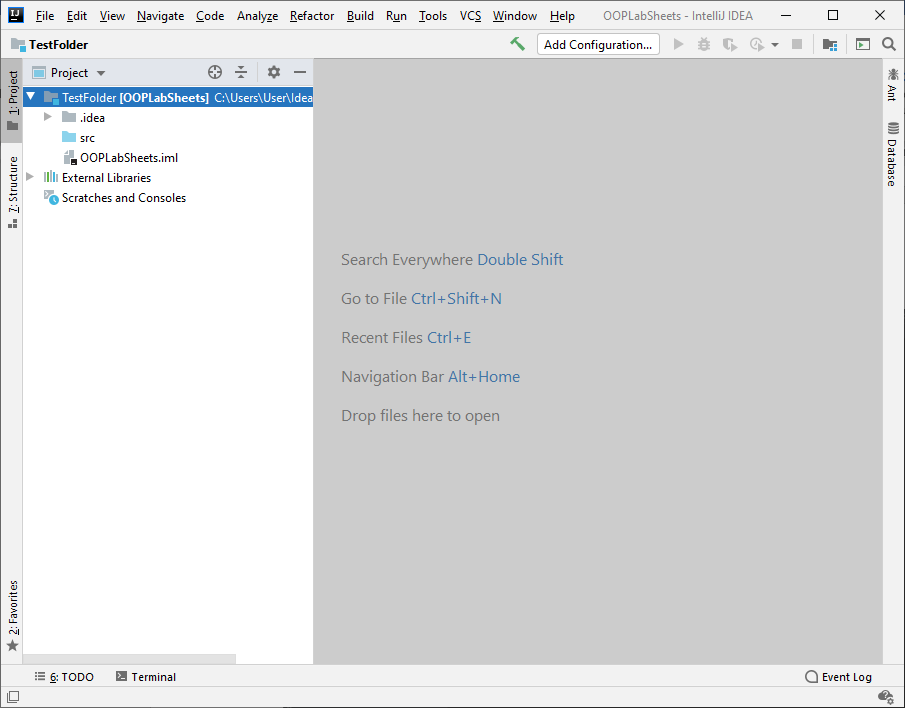 IJ File Edit View Navigate Code Analyze Refactor Build Run Tools VCS Window Help OOPLabSheets - IntelliJ IDEA
TestFolder Add Configuration...
1: Project
Project
TestFolder [OOPLabSheets] C:\Users\User\Idea
.idea
src
OOPLabSheets.iml
External Libraries
Scratches and Consoles
7: Structure
2: Favorites
Search Everywhere Double Shift
Go to File Ctrl+Shift+N
Recent Files Ctrl+E
Navigation Bar Alt+Home
Drop files here to open
Ant
Database
6: TODO Terminal Event Log